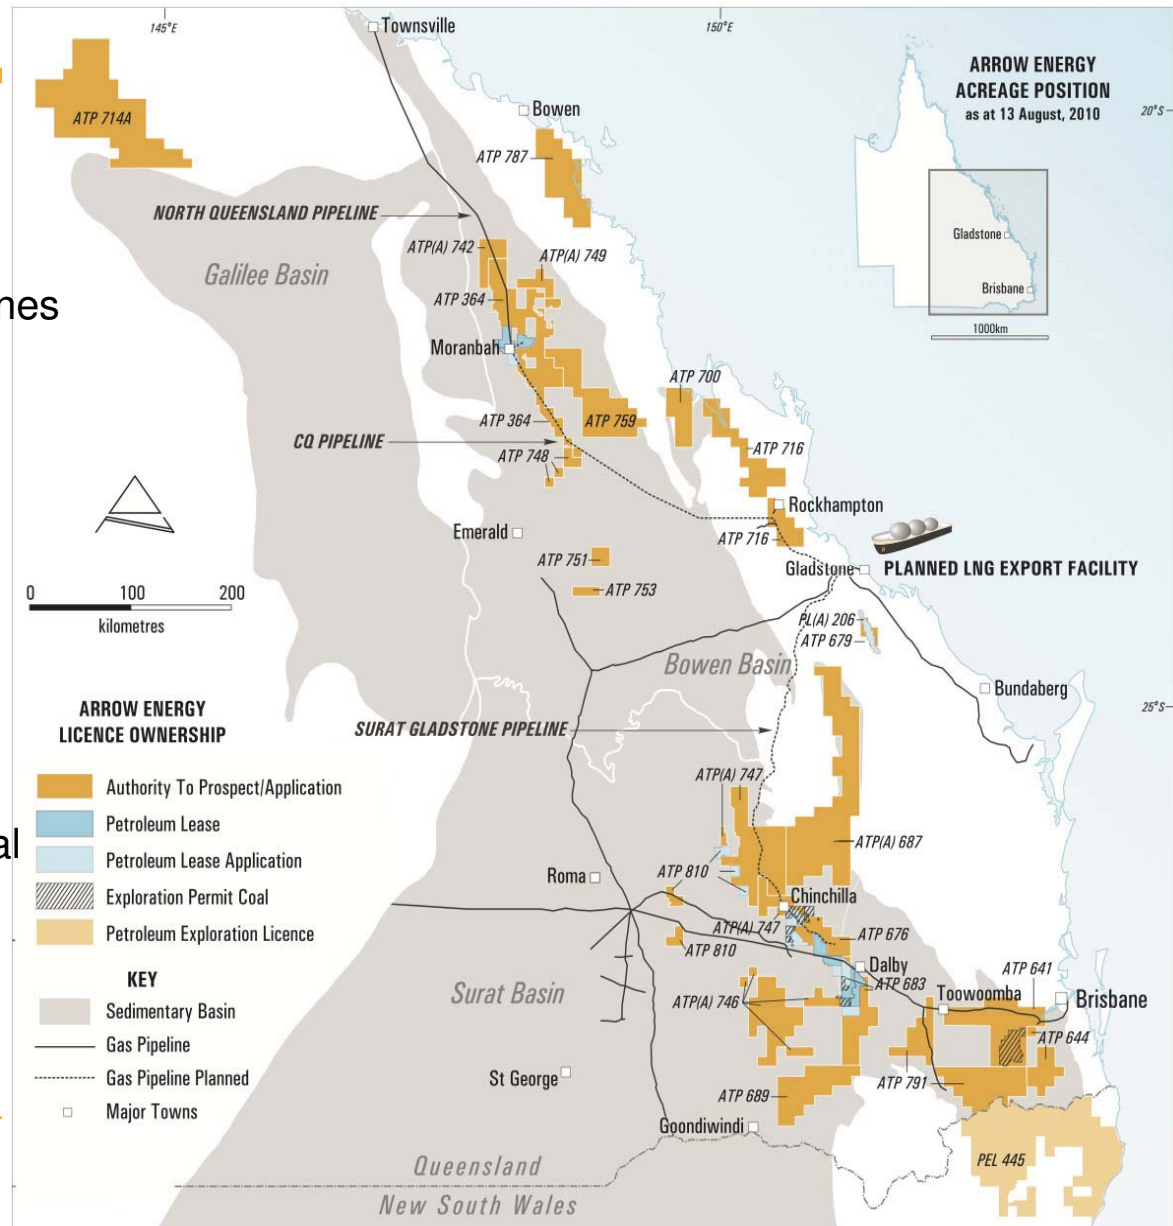 145°E
150°E
Townsville
ARROW ENERGY
ACREAGE POSITION
as at 13 August, 2010
20°S
ATP 714A
Bowen
ATP 787
NORTH QUEENSLAND PIPELINE
ATP(A) 742
ATP(A) 749
Galilee Basin
Gladstone
Brisbane
1000km
nes
ATP 364
Moranbah
ATP 700
ATP 364
ATP 759
CQ PIPELINE
ATP 748
ATP 716
Rockhampton
Emerald
ATP 716
ATP 751
Gladstone
PLANNED LNG EXPORT FACILITY
ATP 753
0 100 200
kilometres
PL(A) 206
ATP 679
Bowen Basin
Bundaberg
25°S
ARROW ENERGY
LICENCE OWNERSHIP
SURAT GLADSTONE PIPELINE
Authority To Prospect/Application
Petroleum Lease
Petroleum Lease Application
Exploration Permit Coal
Petroleum Exploration Licence
al
ATP(A) 747
ATP(A) 687
ATP 810
Roma
Chinchilla
ATP(A) 747
ATP 676
ATP 810
Dalby
ATP 683
ATP 641
KEY
Sedimentary Basin
Gas Pipeline
Gas Pipeline Planned
Major Towns
Surat Basin
ATP(A) 746
Toowoomba
Brisbane
ATP 644
St George
ATP 689
ATP 791
Goondiwindi
PEL 445
Queensland
New South Wales